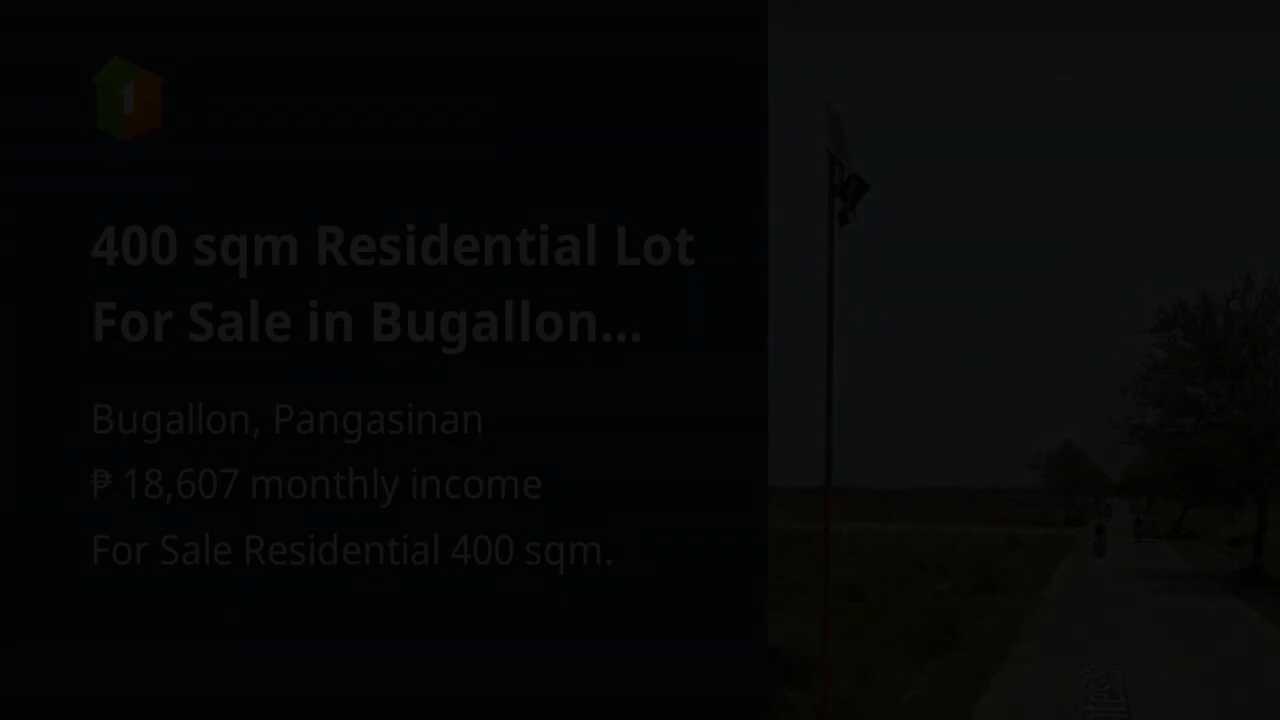 400 sqm Residential Lot
For Sale in Bugallon...
Bugallon, Pangasinan
₱ 18,607 monthly income
For Sale Residential 400 sqm.